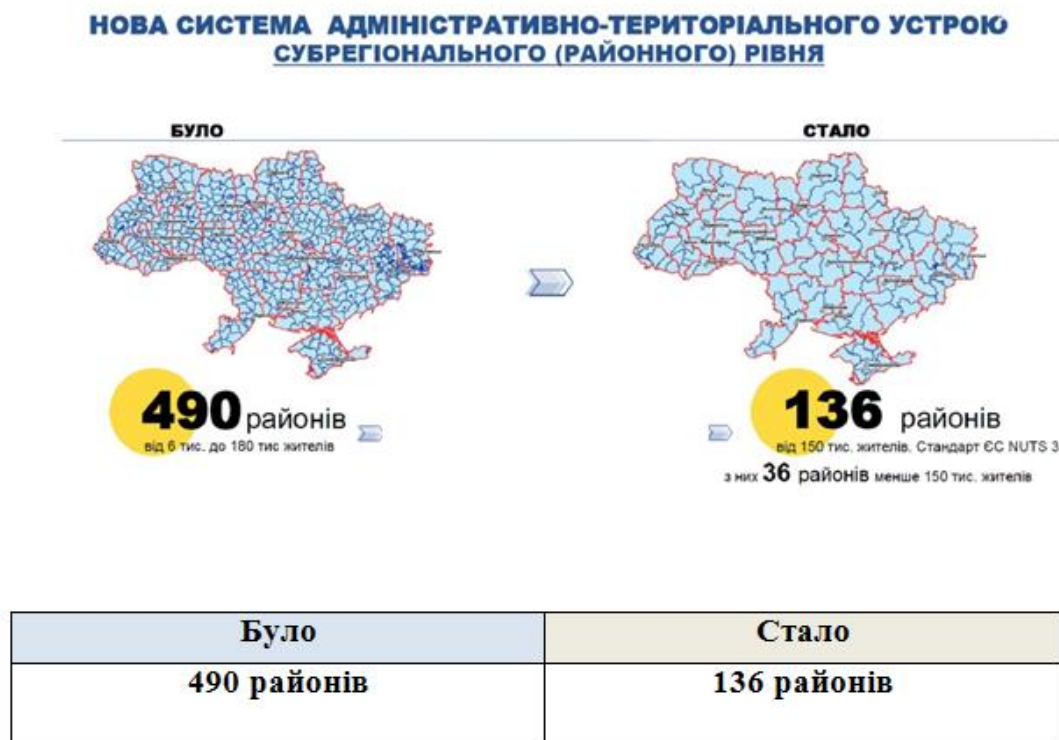 НОВА СИСТЕМА АДМІНІСТРАТИВНО-ТЕРИТОРІАЛЬНОГО УСТРОЮ
СУБРЕГІОНАЛЬНОГО (РАЙОННОГО) РІВНЯ
БУЛО
СТАЛО
490 районів
від 6 тис. до 180 тис жителів
136 районів
від 150 тис. жителів. Стандарт ЄС NUTS 3
з них 36 районів менше 150 тис. жителів
Було Стало
490 районів 136 районів